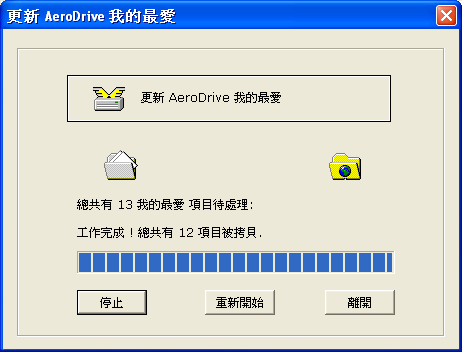 更新 AeroDrive 我的最愛
更新 AeroDrive 我的最愛
總共有 13 我的最愛 項目待處理:
工作完成 ! 總共有 12 項目被拷貝.
停止
重新開始
離開